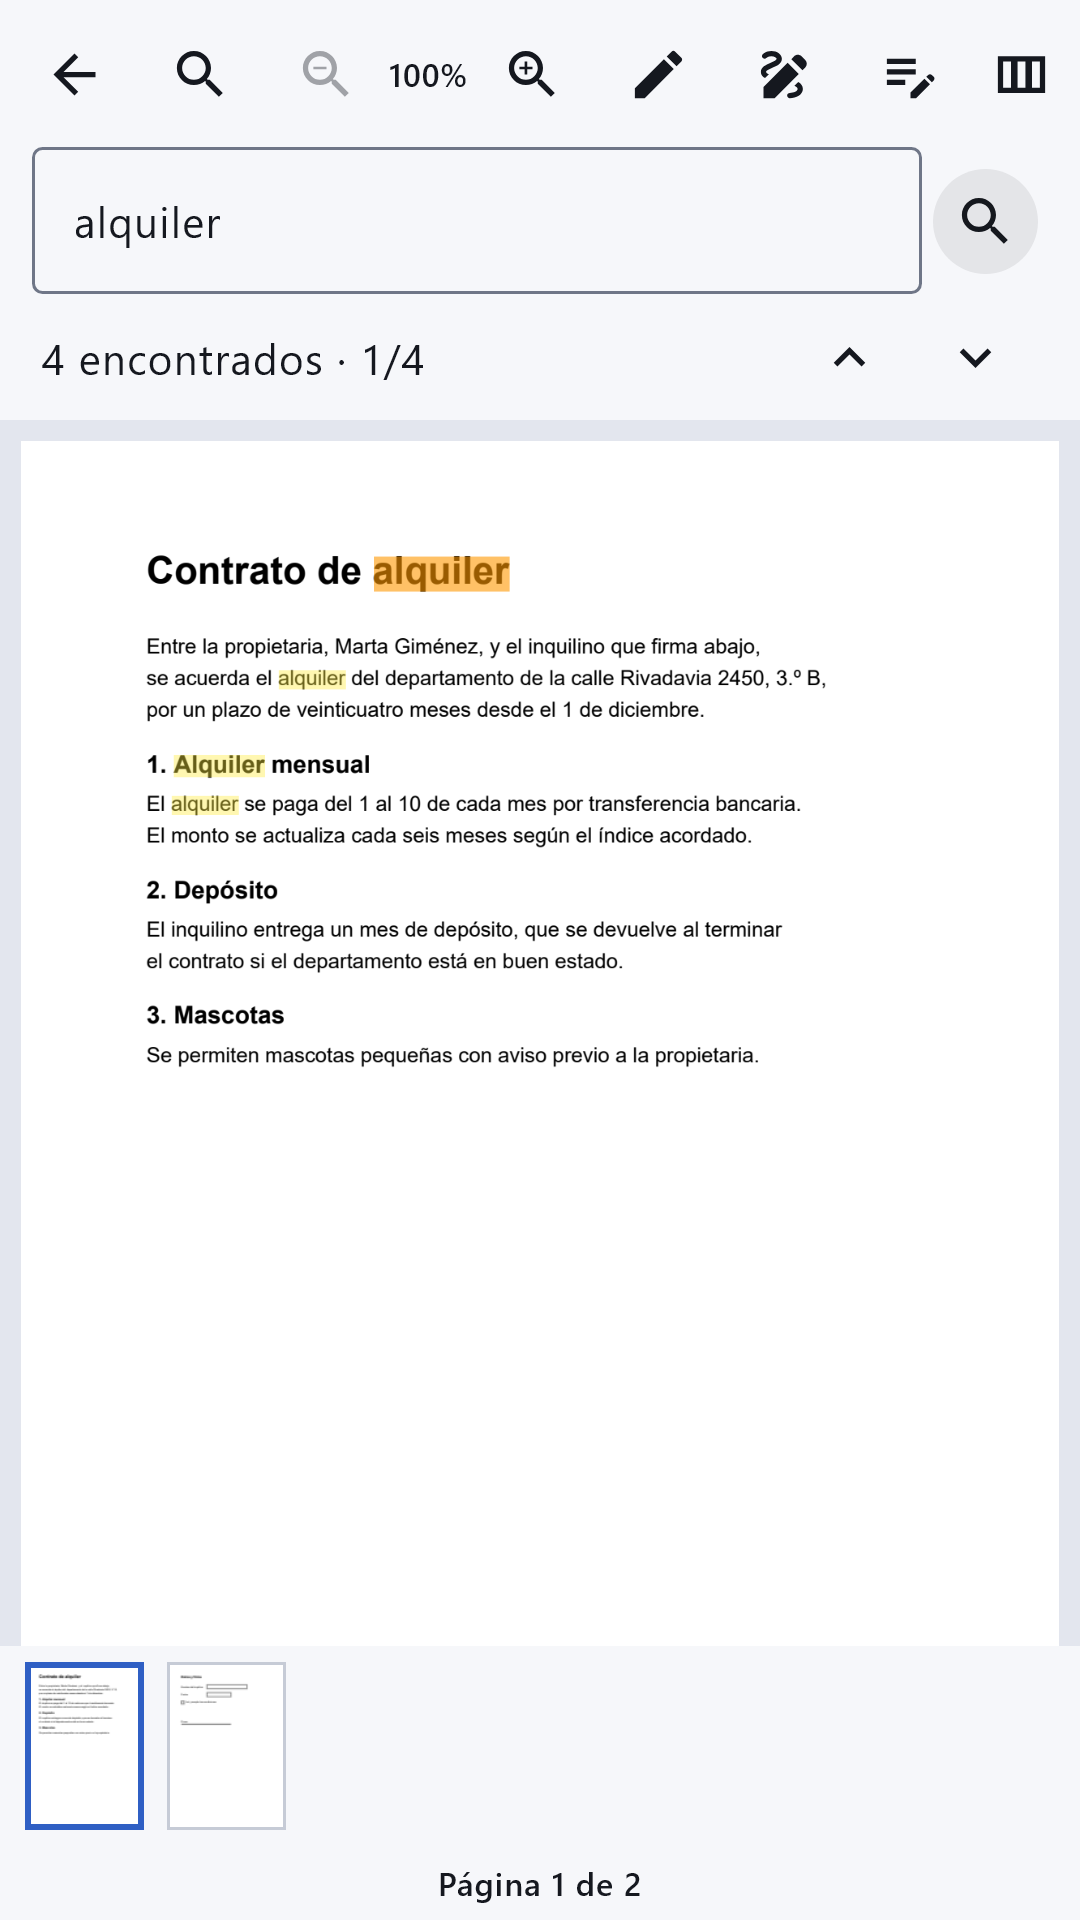 100%
alquiler
4 encontrados · 1/4
Contrato de alquiler
Entre la propietaria, Marta Giménez, y el inquilino que firma abajo,
se acuerda el alquiler del departamento de la calle Rivadavia 2450, 3.º B,
por un plazo de veinticuatro meses desde el 1 de diciembre.
1. Alquiler mensual
El alquiler se paga del 1 al 10 de cada mes por transferencia bancaria.
El monto se actualiza cada seis meses según el índice acordado.
2. Depósito
El inquilino entrega un mes de depósito, que se devuelve al terminar
el contrato si el departamento está en buen estado.
3. Mascotas
Se permiten mascotas pequeñas con aviso previo a la propietaria.
Contrato de alquiler
Página 1 de 2